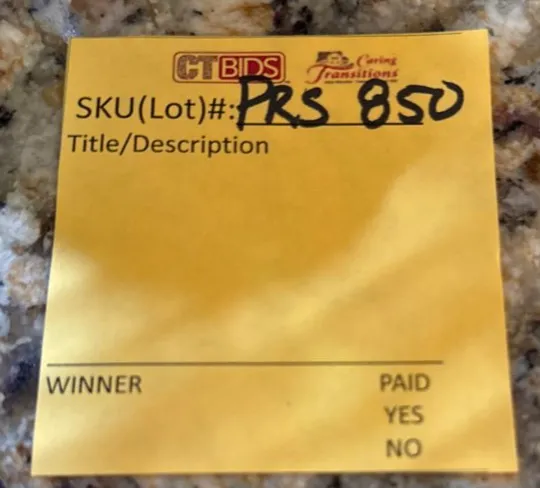 CTBIDS Caring Transitions
SKU(Lot)#: PRS 850
Title/Description
WINNER PAID
YES
NO